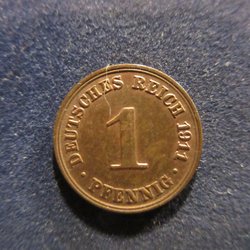 DEUTSCHES REICH 1911
1
· PFENNIG ·